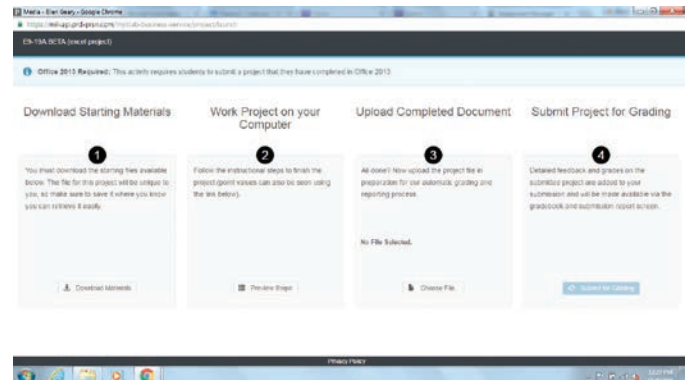 Media - Ellen Geary - Google Chrome
E9-19A BETA (excel project)
Office 2013 Required: This activity requires students to submit a project that they have completed in Office 2013
Download Starting Materials
1
You must download the starting files available
below. The file for this project will be unique to
you, so make sure to save it where you know
you can retrieve it easily.
Download Materials
Work Project on your
Computer
2
Follow the instructional steps to finish the
project (point values can also be seen using
the link below).
Preview Steps
Upload Completed Document
3
All done? Now upload the project file in
preparation for our automatic grading and
reporting process.
No File Selected.
Choose File
Submit Project for Grading
4
Detailed feedback and grades on the
submitted project are added to your
submission and will be made available via the
gradebook and submission report screen.
Submit for Grading
Privacy Policy